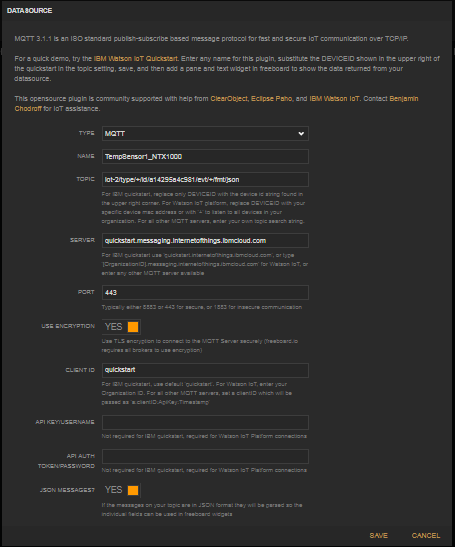 DATASOURCE
MQTT 3.1.1 is an ISO standard publish-subscribe based message protocol for fast and secure IoT communication over TCP/IP.
For a quick demo, try the IBM Watson IoT Quickstart. Enter any name for this plugin, substitute the DEVICEID shown in the upper right of
the quickstart in the topic setting, save, and then add a pane and text widget in freeboard to show the data returned from your
datasource.
This opensource plugin is community supported with help from ClearObject, Eclipse Paho, and IBM Watson IoT. Contact Benjamin
Chodroff for IoT assistance.
TYPE MQTT
NAME TempSensor1_NTX1000
TOPIC iot-2/type/+/id/a14295a4c981/evt/+/fmt/json
For IBM quickstart, replace only DEVICEID with the device id string found in
the upper right corner. For Watson IoT platform, replace DEVICEID with your
specific device mac address or with '+' to listen to all devices in your
organization. For all other MQTT servers, enter your own topic search string.
SERVER quickstart.messaging.internetofthings.ibmcloud.com
For IBM quickstart use 'quickstart.internetofthings.ibmcloud.com', or type
'{OrganizationID}.messaging.internetofthings.ibmcloud.com' for Watson IoT, or
enter any other MQTT server available
PORT 443
Typically either 8883 or 443 for secure, or 1883 for insecure communication
USE ENCRYPTION YES
Use TLS encryption to connect to the MQTT Server securely (freeboard.io
requires all brokers to use encryption)
CLIENT ID quickstart
For IBM quickstart, use default 'quickstart'. For Watson IoT, enter your
Organization ID. For all other MQTT servers, set a clientID which will be
passed as 'a:clientID:ApiKey:Timestamp'
API KEY/USERNAME
Not required for IBM quickstart, required for Watson IoT Platform connections
API AUTH
TOKEN/PASSWORD
Not required for IBM quickstart, required for Watson IoT Platform connections
JSON MESSAGES? YES
If the messages on your topic are in JSON format they will be parsed so the
individual fields can be used in freeboard widgets
SAVE CANCEL